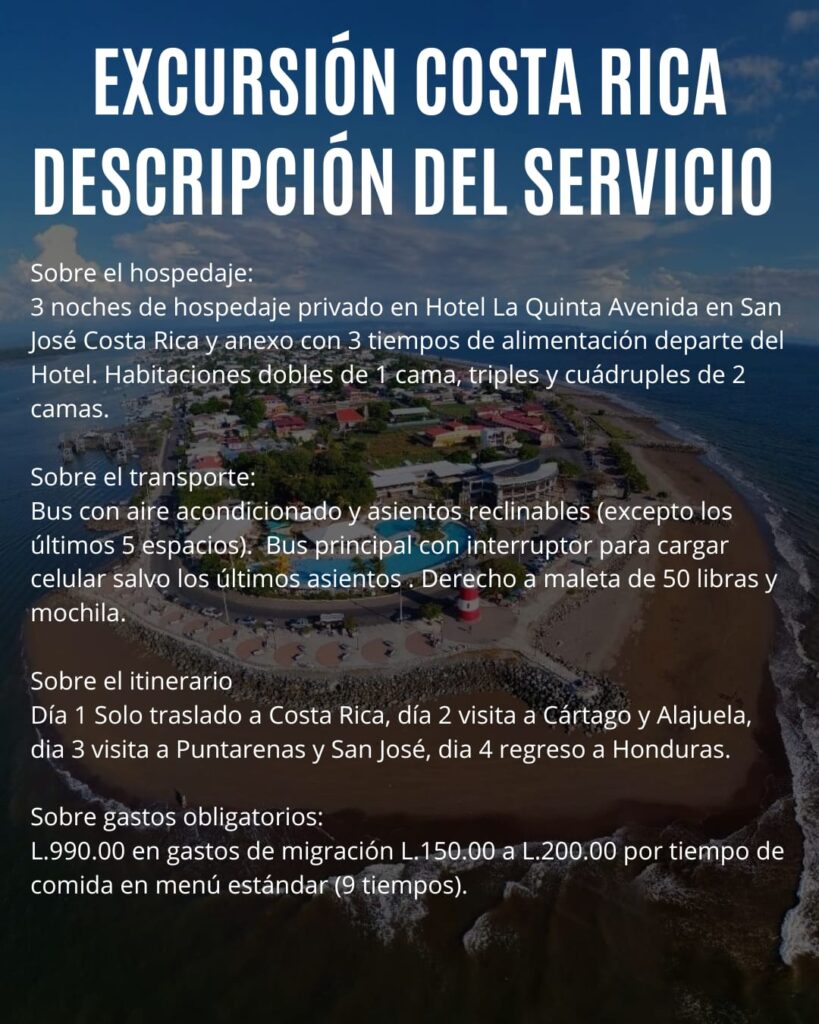 EXCURSIÓN COSTA RICA
DESCRIPCIÓN DEL SERVICIO
Sobre el hospedaje:
3 noches de hospedaje privado en Hotel La Quinta Avenida en San
José Costa Rica y anexo con 3 tiempos de alimentación departe del
Hotel. Habitaciones dobles de 1 cama, triples y cuádruples de 2
camas.
Sobre el transporte:
Bus con aire acondicionado y asientos reclinables (excepto los
últimos 5 espacios).  Bus principal con interruptor para cargar
celular salvo los últimos asientos . Derecho a maleta de 50 libras y
mochila.
Sobre el itinerario
Día 1 Solo traslado a Costa Rica, día 2 visita a Cártago y Alajuela,
dia 3 visita a Puntarenas y San José, dia 4 regreso a Honduras.
Sobre gastos obligatorios:
L.990.00 en gastos de migración L.150.00 a L.200.00 por tiempo de
comida en menú estándar (9 tiempos).